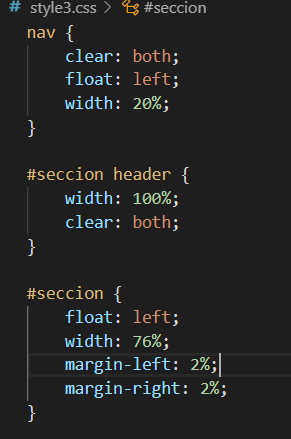 # style3.css > #seccion
nav {
    clear: both;
    float: left;
    width: 20%;
}

#seccion header {
    width: 100%;
    clear: both;
}

#seccion {
    float: left;
    width: 76%;
    margin-left: 2%;
    margin-right: 2%;
}